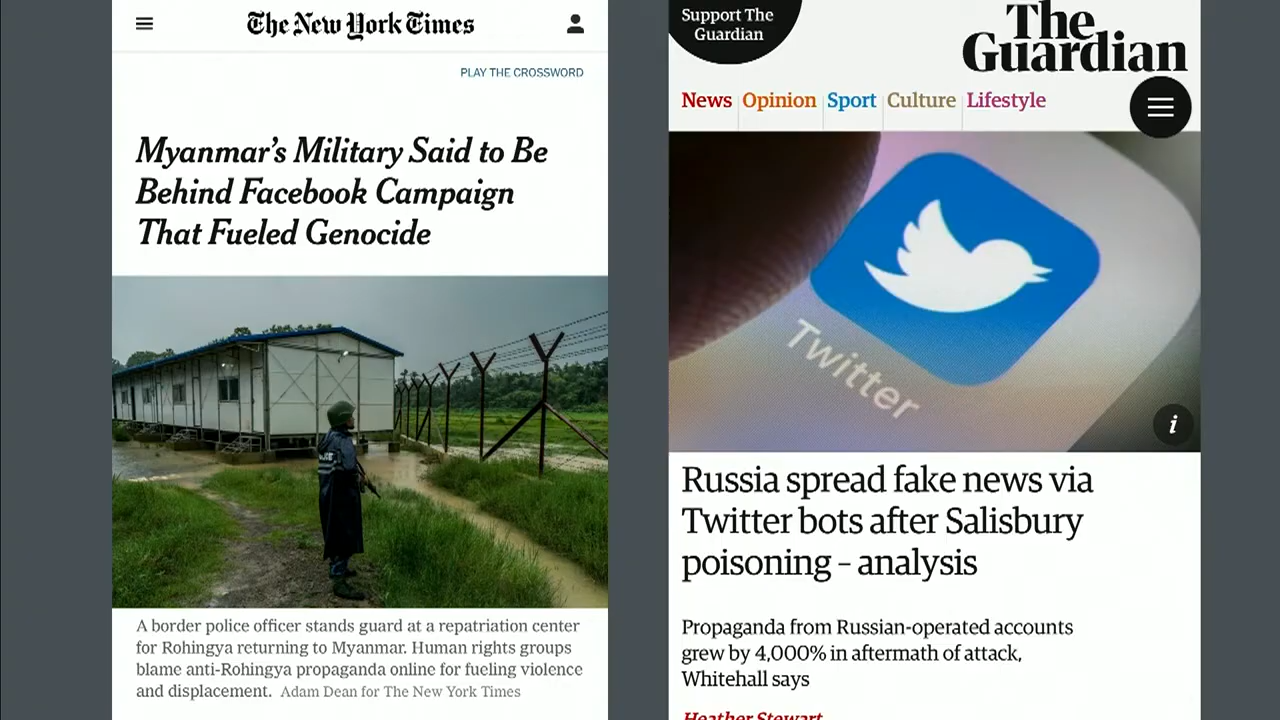 The New York Times
PLAY THE CROSSWORD
Myanmar's Military Said to Be
Behind Facebook Campaign
That Fueled Genocide
A border police officer stands guard at a repatriation center
for Rohingya returning to Myanmar. Human rights groups
blame anti-Rohingya propaganda online for fueling violence
and displacement. Adam Dean for The New York Times
Support The
Guardian
The
Guardian
News Opinion Sport Culture Lifestyle
Twitter
i
Russia spread fake news via
Twitter bots after Salisbury
poisoning – analysis
Propaganda from Russian-operated accounts
grew by 4,000% in aftermath of attack,
Whitehall says
Heather Stewart